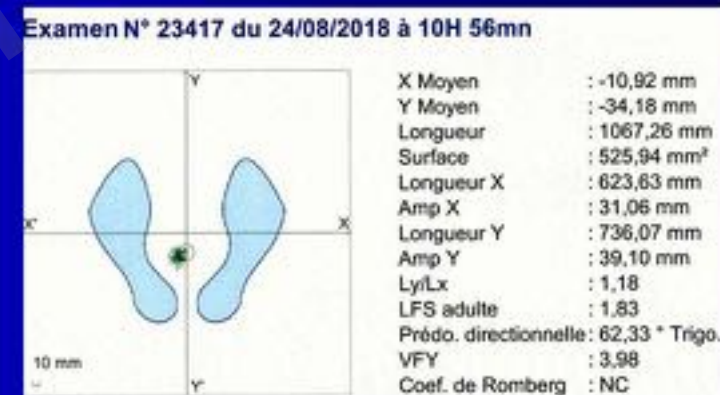 Examen N° 23417 du 24/08/2018 à 10H 56mn
Y
X'
X
10 mm
Y'
X Moyen : -10,92 mm
Y Moyen : -34,18 mm
Longueur : 1067,26 mm
Surface : 525,94 mm²
Longueur X : 623,63 mm
Amp X : 31,06 mm
Longueur Y : 736,07 mm
Amp Y : 39,10 mm
Ly/Lx : 1,18
LFS adulte : 1,83
Prédo. directionnelle : 62,33 ° Trigo.
VFY : 3,98
Coef. de Romberg : NC